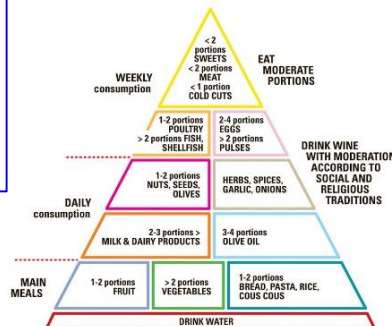 < 2
portions
SWEETS
< 2 portions
MEAT
< 1 portion
COLD CUTS
WEEKLY
consumption
EAT
MODERATE
PORTIONS
1-2 portions
POULTRY
> 2 portions FISH,
SHELLFISH
2-4 portions
EGGS
> 2 portions
PULSES
DRINK WINE
WITH MODERATION
ACCORDING TO
SOCIAL AND
RELIGIOUS
TRADITIONS
1-2 portions
NUTS, SEEDS,
OLIVES
HERBS, SPICES,
GARLIC, ONIONS
DAILY
consumption
2-3 portions >
MILK & DAIRY PRODUCTS
3-4 portions
OLIVE OIL
MAIN
MEALS
1-2 portions
FRUIT
> 2 portions
VEGETABLES
1-2 portions
BREAD, PASTA, RICE,
COUS COUS
DRINK WATER